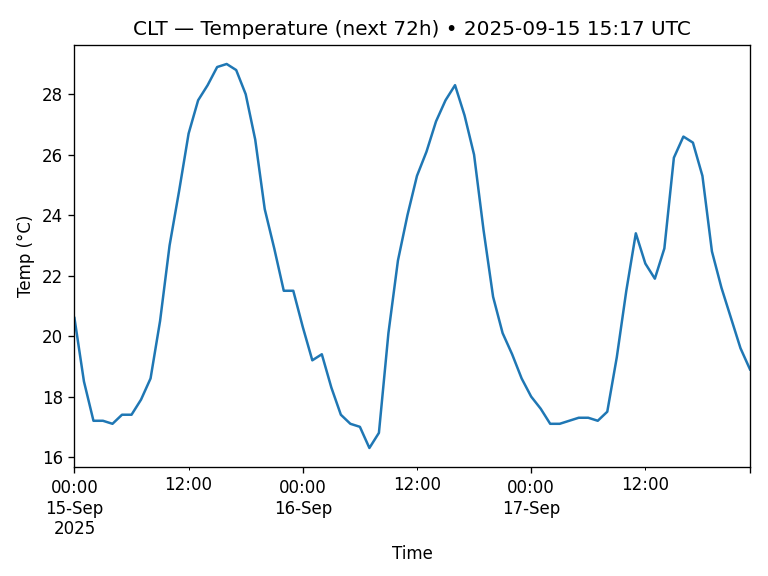 CLT — Temperature (next 72h) • 2025-09-15 15:17 UTC
Temp (°C)
28
26
24
22
20
18
16
00:00 12:00 00:00 12:00 00:00 12:00
15-Sep 16-Sep 17-Sep
2025
Time